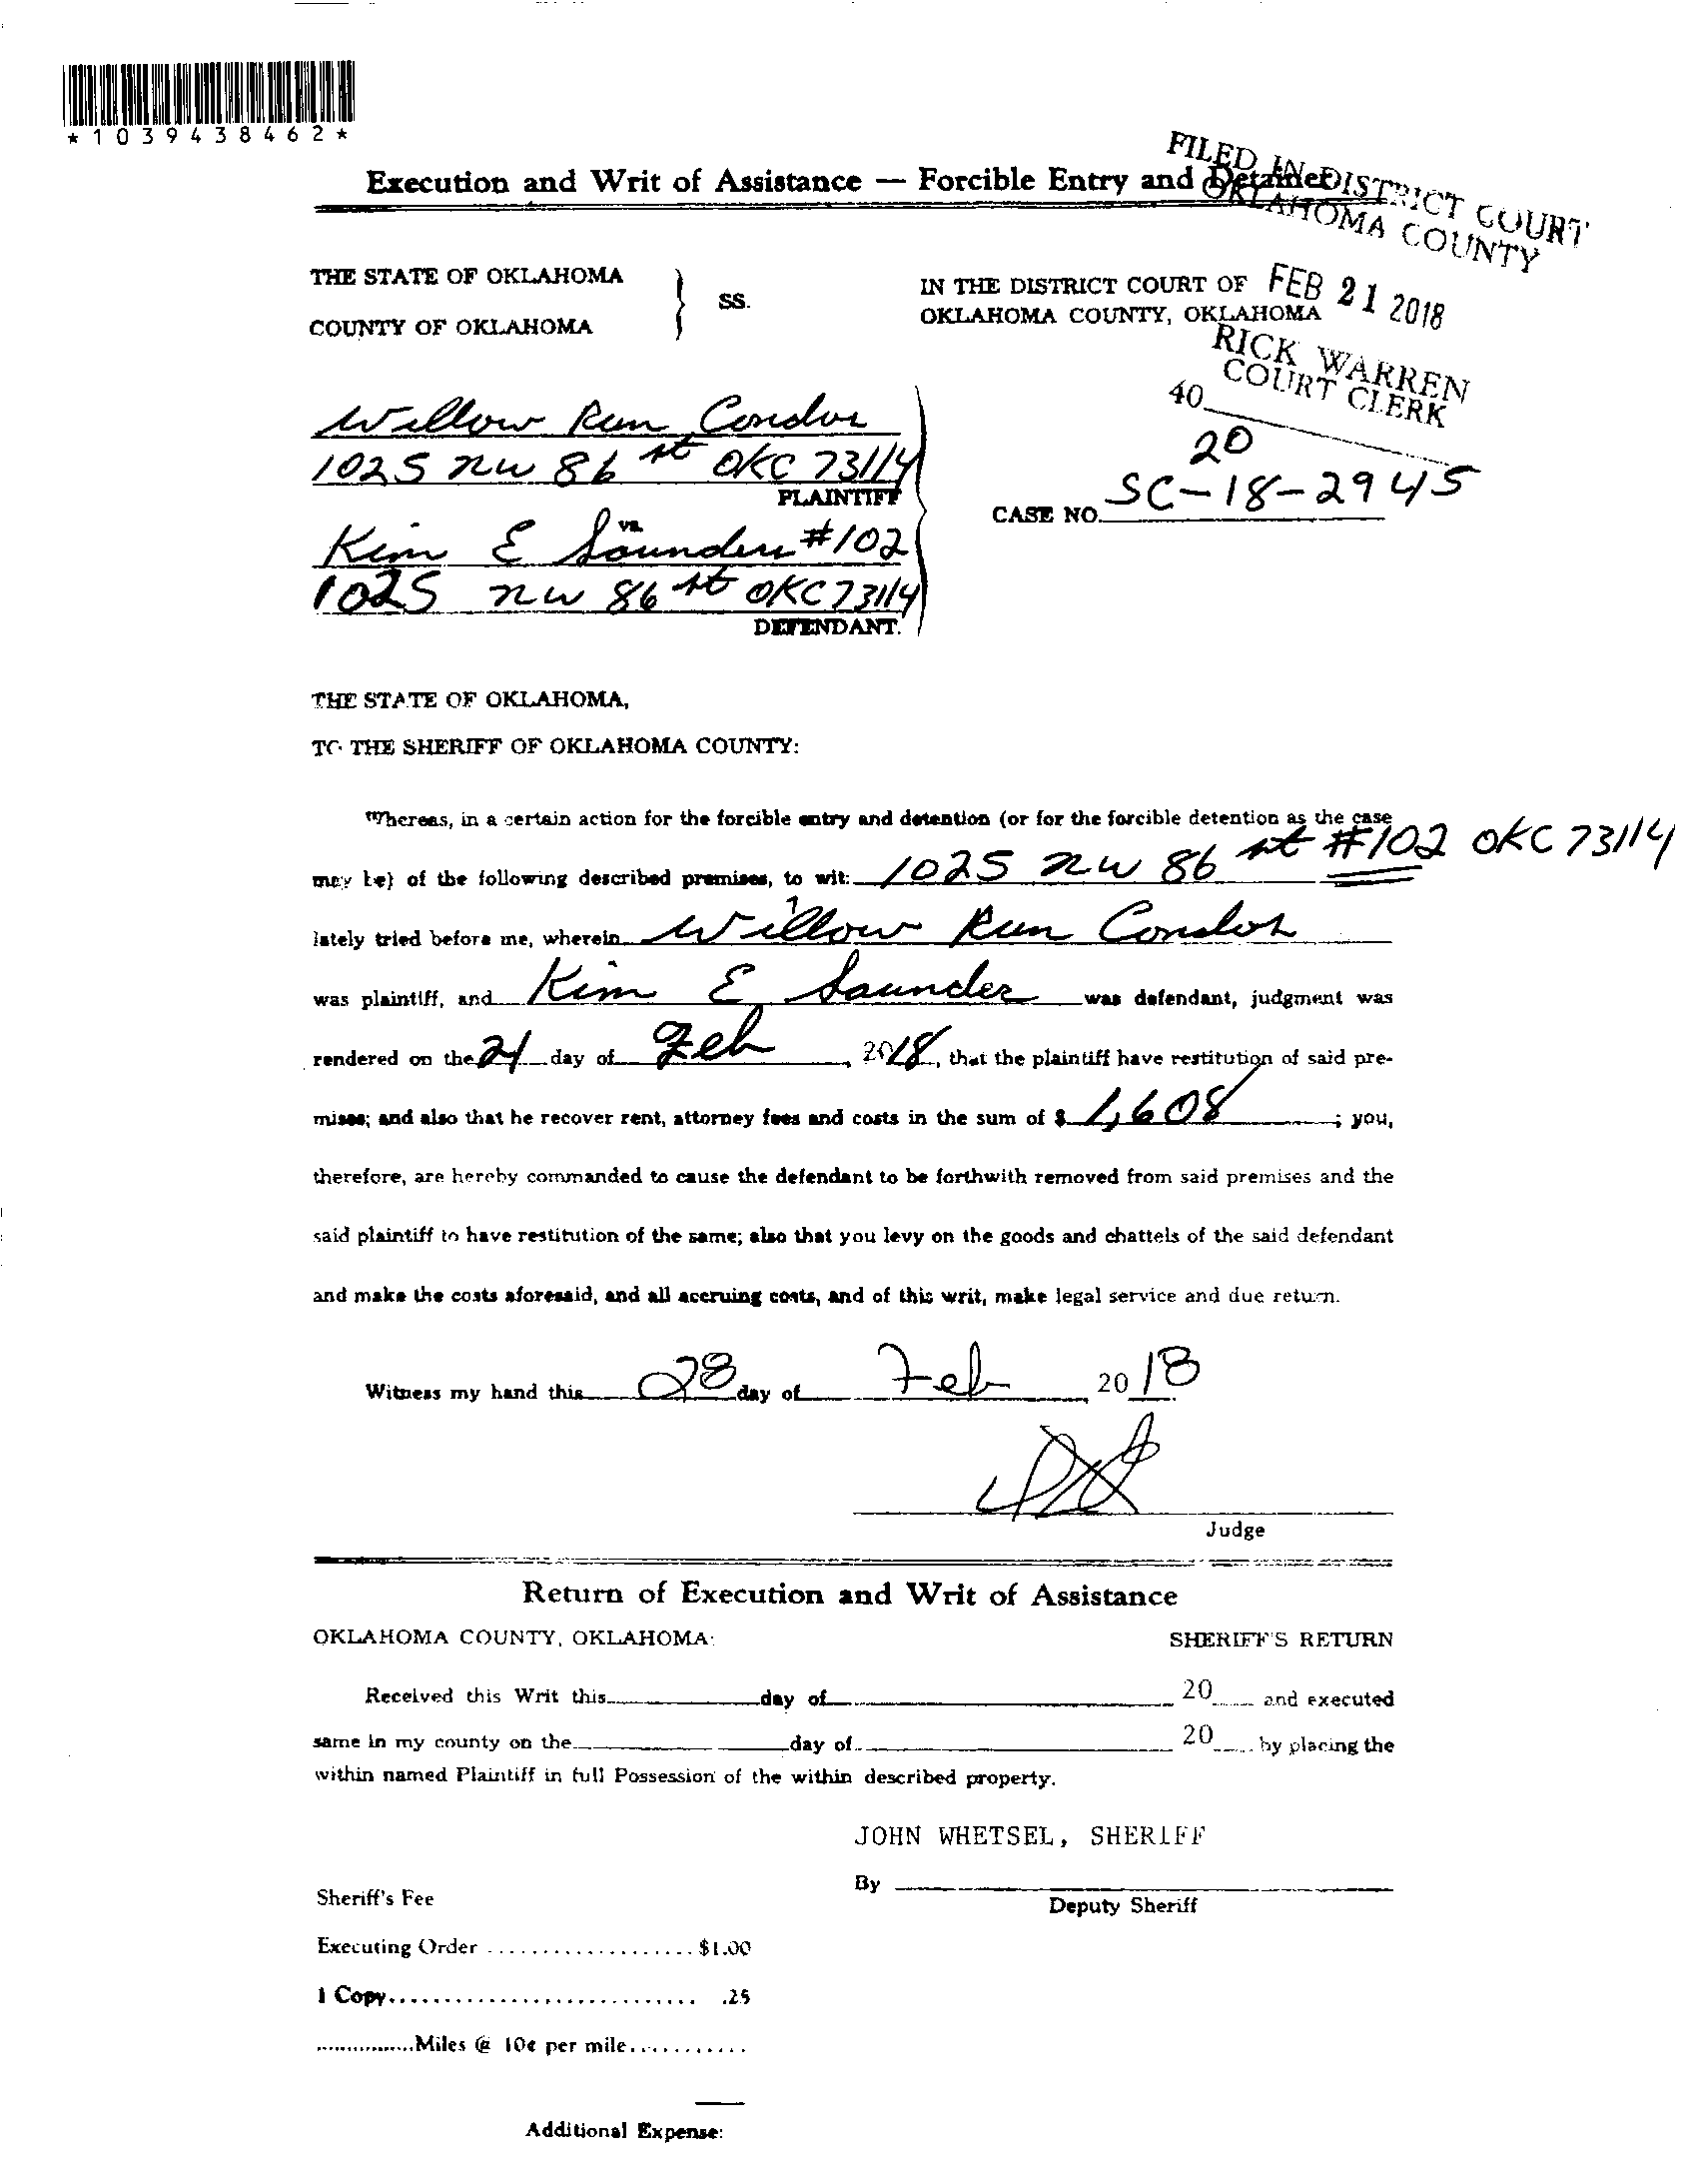 *1039438462*
Execution and Writ of Assistance — Forcible Entry and Detainer
FILED IN DISTRICT COURT
OKLAHOMA COUNTY
THE STATE OF OKLAHOMA
COUNTY OF OKLAHOMA
SS.
IN THE DISTRICT COURT OF
OKLAHOMA COUNTY, OKLAHOMA
FEB 21 2018
RICK WARREN
COURT CLERK
40
20
Willow Run Condos
1025 NW 86 st OKC 73114
PLAINTIFF
vs.
CASE NO. SC-18-2945
Kim E Saunders #102
1025 NW 86 st OKC 73114
DEFENDANT.
THE STATE OF OKLAHOMA,
TO THE SHERIFF OF OKLAHOMA COUNTY:
Whereas, in a certain action for the forcible entry and detention (or for the forcible detention as the case
may be) of the following described premises, to wit: 1025 NW 86 st #102 OKC 73114
lately tried before me, wherein Willow Run Condos
was plaintiff, and Kim E Saunders was defendant, judgment was
rendered on the 21 day of Feb, 2018, that the plaintiff have restitution of said pre-
mises; and also that he recover rent, attorney fees and costs in the sum of $ 1,608; you,
therefore, are hereby commanded to cause the defendant to be forthwith removed from said premises and the
said plaintiff to have restitution of the same; also that you levy on the goods and chattels of the said defendant
and make the costs aforesaid, and all accruing costs, and of this writ, make legal service and due return.
Witness my hand this 28 day of Feb, 2018
Judge
Return of Execution and Writ of Assistance
OKLAHOMA COUNTY, OKLAHOMA:
SHERIFF'S RETURN
Received this Writ this day of 20 and executed
same in my county on the day of 20 by placing the
within named Plaintiff in full Possession of the within described property.
JOHN WHETSEL, SHERIFF
By
Deputy Sheriff
Sheriff's Fee
Executing Order .................... $1.00
1 Copy............................ .25
................Miles @ 10¢ per mile...........
Additional Expense: